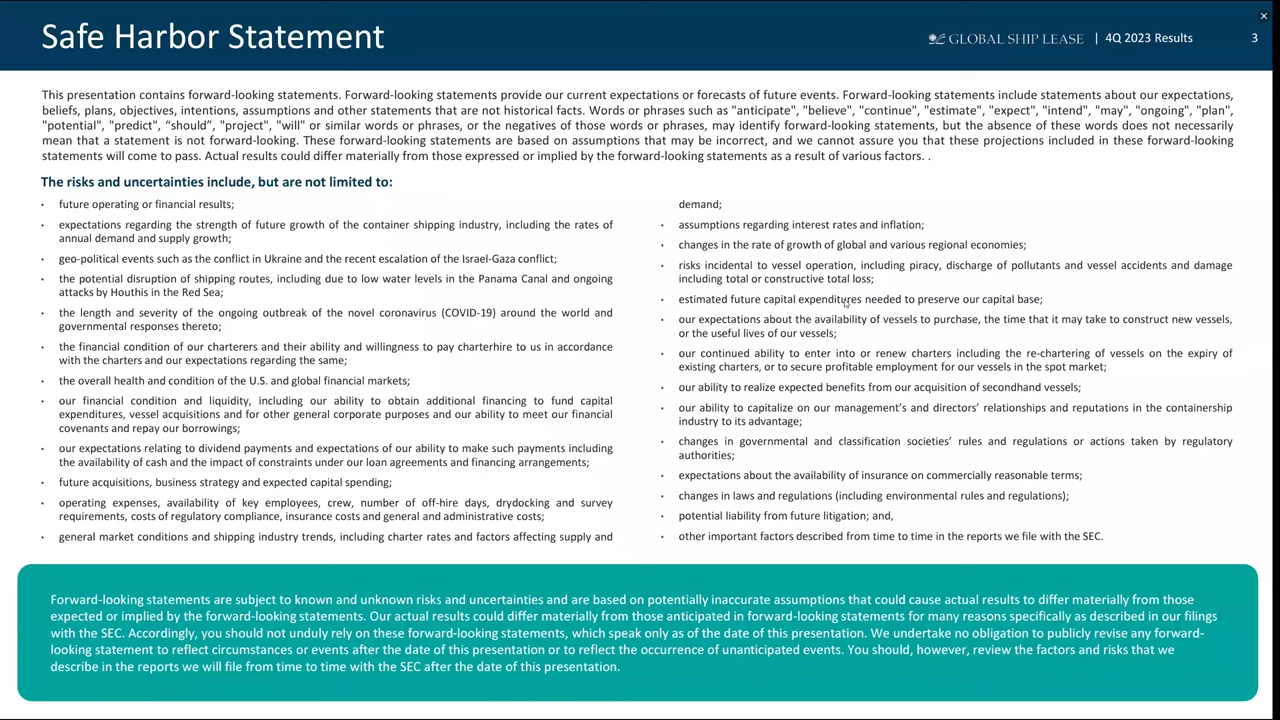 Safe Harbor Statement
GLOBAL SHIP LEASE | 4Q 2023 Results 3
This presentation contains forward-looking statements. Forward-looking statements provide our current expectations or forecasts of future events. Forward-looking statements include statements about our expectations,
beliefs, plans, objectives, intentions, assumptions and other statements that are not historical facts. Words or phrases such as "anticipate", "believe", "continue", "estimate", "expect", "intend", "may", "ongoing", "plan",
"potential", "predict", “should”, "project", "will" or similar words or phrases, or the negatives of those words or phrases, may identify forward-looking statements, but the absence of these words does not necessarily
mean that a statement is not forward-looking. These forward-looking statements are based on assumptions that may be incorrect, and we cannot assure you that these projections included in these forward-looking
statements will come to pass. Actual results could differ materially from those expressed or implied by the forward-looking statements as a result of various factors. .
The risks and uncertainties include, but are not limited to:
• future operating or financial results;
• expectations regarding the strength of future growth of the container shipping industry, including the rates of
annual demand and supply growth;
• geo-political events such as the conflict in Ukraine and the recent escalation of the Israel-Gaza conflict;
• the potential disruption of shipping routes, including due to low water levels in the Panama Canal and ongoing
attacks by Houthis in the Red Sea;
• the length and severity of the ongoing outbreak of the novel coronavirus (COVID-19) around the world and
governmental responses thereto;
• the financial condition of our charterers and their ability and willingness to pay charterhire to us in accordance
with the charters and our expectations regarding the same;
• the overall health and condition of the U.S. and global financial markets;
• our financial condition and liquidity, including our ability to obtain additional financing to fund capital
expenditures, vessel acquisitions and for other general corporate purposes and our ability to meet our financial
covenants and repay our borrowings;
• our expectations relating to dividend payments and expectations of our ability to make such payments including
the availability of cash and the impact of constraints under our loan agreements and financing arrangements;
• future acquisitions, business strategy and expected capital spending;
• operating expenses, availability of key employees, crew, number of off-hire days, drydocking and survey
requirements, costs of regulatory compliance, insurance costs and general and administrative costs;
• general market conditions and shipping industry trends, including charter rates and factors affecting supply and
demand;
• assumptions regarding interest rates and inflation;
• changes in the rate of growth of global and various regional economies;
• risks incidental to vessel operation, including piracy, discharge of pollutants and vessel accidents and damage
including total or constructive total loss;
• estimated future capital expenditures needed to preserve our capital base;
• our expectations about the availability of vessels to purchase, the time that it may take to construct new vessels,
or the useful lives of our vessels;
• our continued ability to enter into or renew charters including the re-chartering of vessels on the expiry of
existing charters, or to secure profitable employment for our vessels in the spot market;
• our ability to realize expected benefits from our acquisition of secondhand vessels;
• our ability to capitalize on our management’s and directors’ relationships and reputations in the containership
industry to its advantage;
• changes in governmental and classification societies’ rules and regulations or actions taken by regulatory
authorities;
• expectations about the availability of insurance on commercially reasonable terms;
• changes in laws and regulations (including environmental rules and regulations);
• potential liability from future litigation; and,
• other important factors described from time to time in the reports we file with the SEC.
Forward-looking statements are subject to known and unknown risks and uncertainties and are based on potentially inaccurate assumptions that could cause actual results to differ materially from those
expected or implied by the forward-looking statements. Our actual results could differ materially from those anticipated in forward-looking statements for many reasons specifically as described in our filings
with the SEC. Accordingly, you should not unduly rely on these forward-looking statements, which speak only as of the date of this presentation. We undertake no obligation to publicly revise any forward-
looking statement to reflect circumstances or events after the date of this presentation or to reflect the occurrence of unanticipated events. You should, however, review the factors and risks that we
describe in the reports we will file from time to time with the SEC after the date of this presentation.